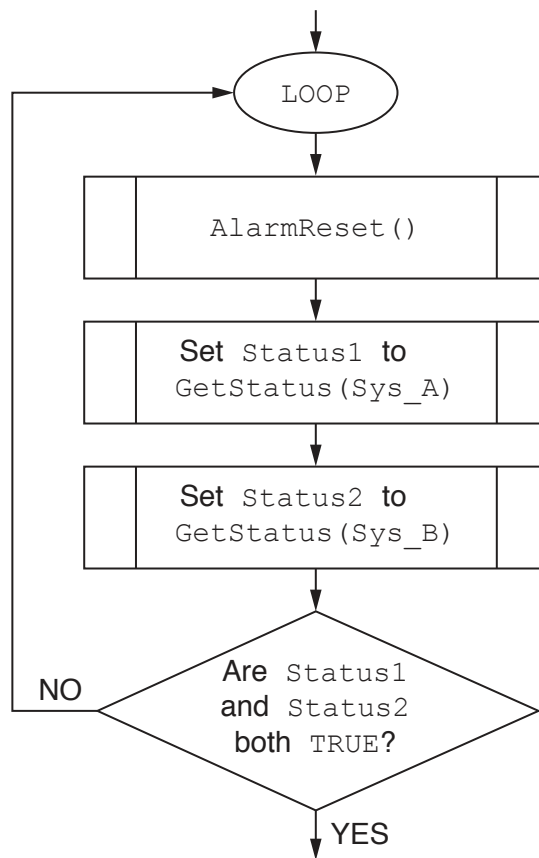 LOOP
AlarmReset()
Set Status1 to
GetStatus(Sys_A)
Set Status2 to
GetStatus(Sys_B)
Are Status1
and Status2
both TRUE?
NO
YES